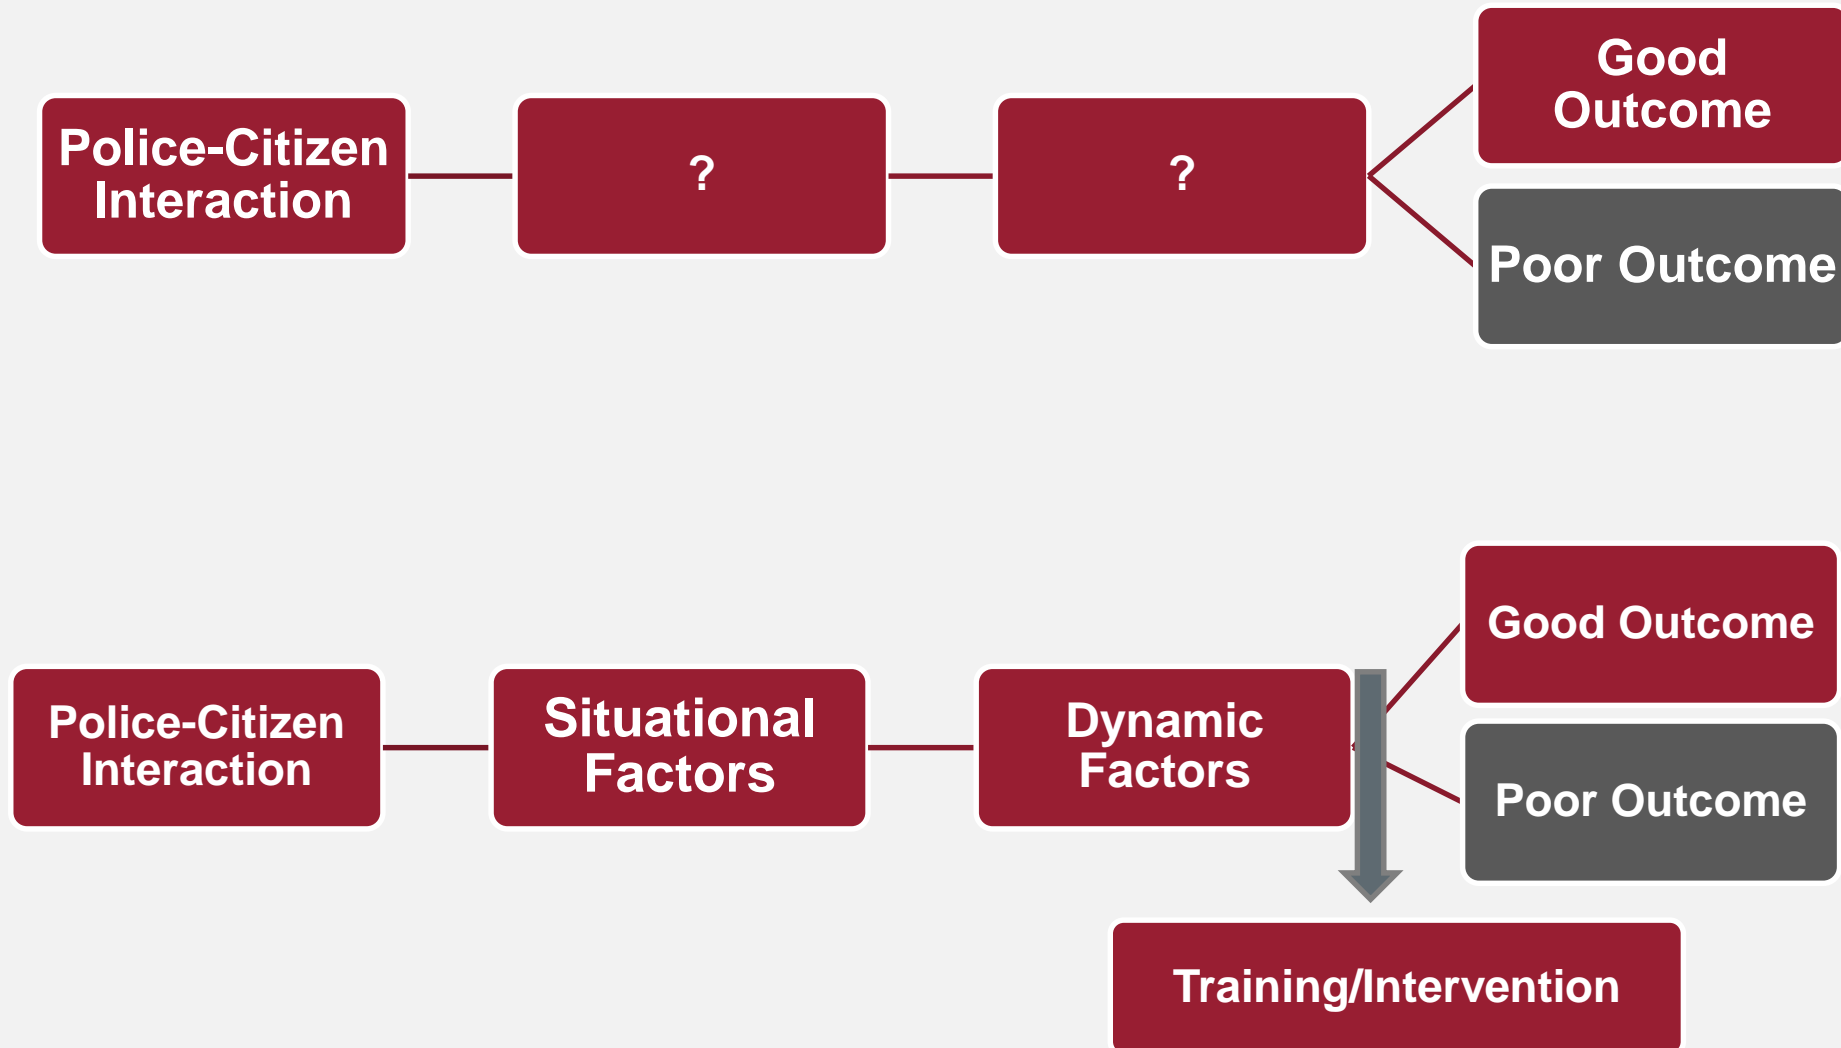 Police-Citizen
Interaction
?
?
Good
Outcome
Poor Outcome
Police-Citizen
Interaction
Situational
Factors
Dynamic
Factors
Good Outcome
Poor Outcome
Training/Intervention